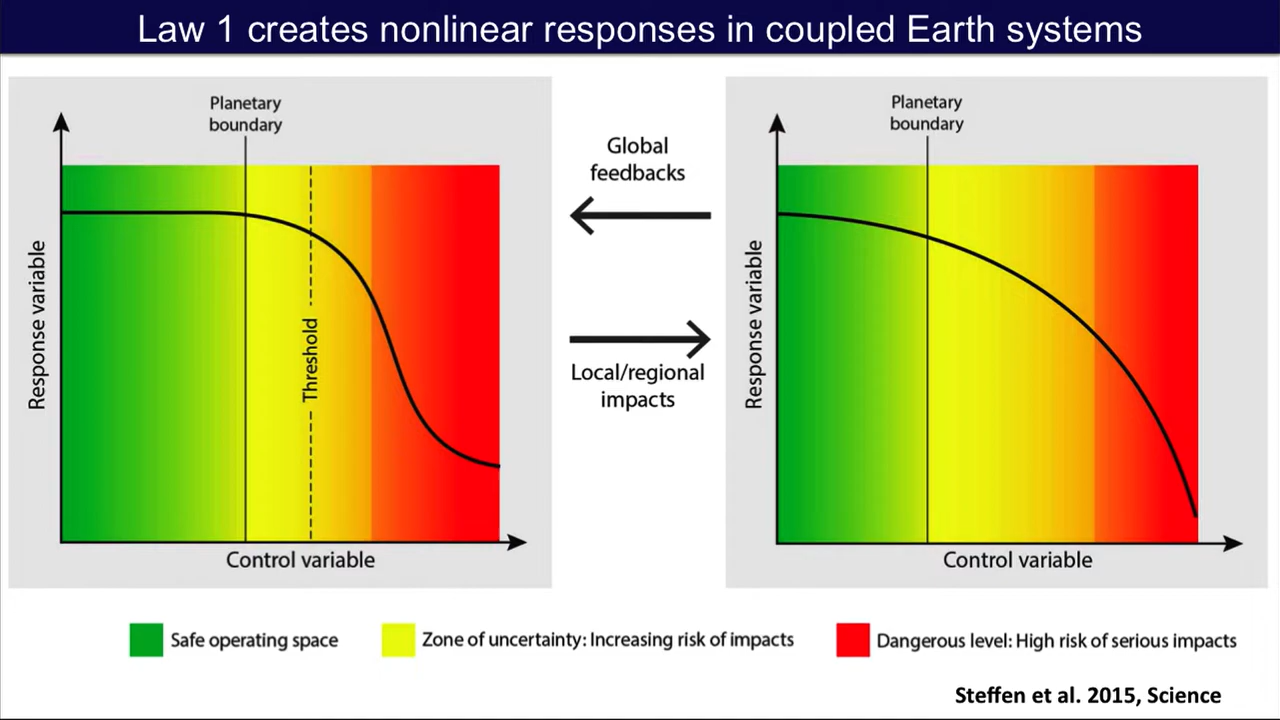 Law 1 creates nonlinear responses in coupled Earth systems
Planetary
boundary
Response variable
Threshold
Control variable
Global
feedbacks
Local/regional
impacts
Planetary
boundary
Response variable
Control variable
Safe operating space
Zone of uncertainty: Increasing risk of impacts
Dangerous level: High risk of serious impacts
Steffen et al. 2015, Science